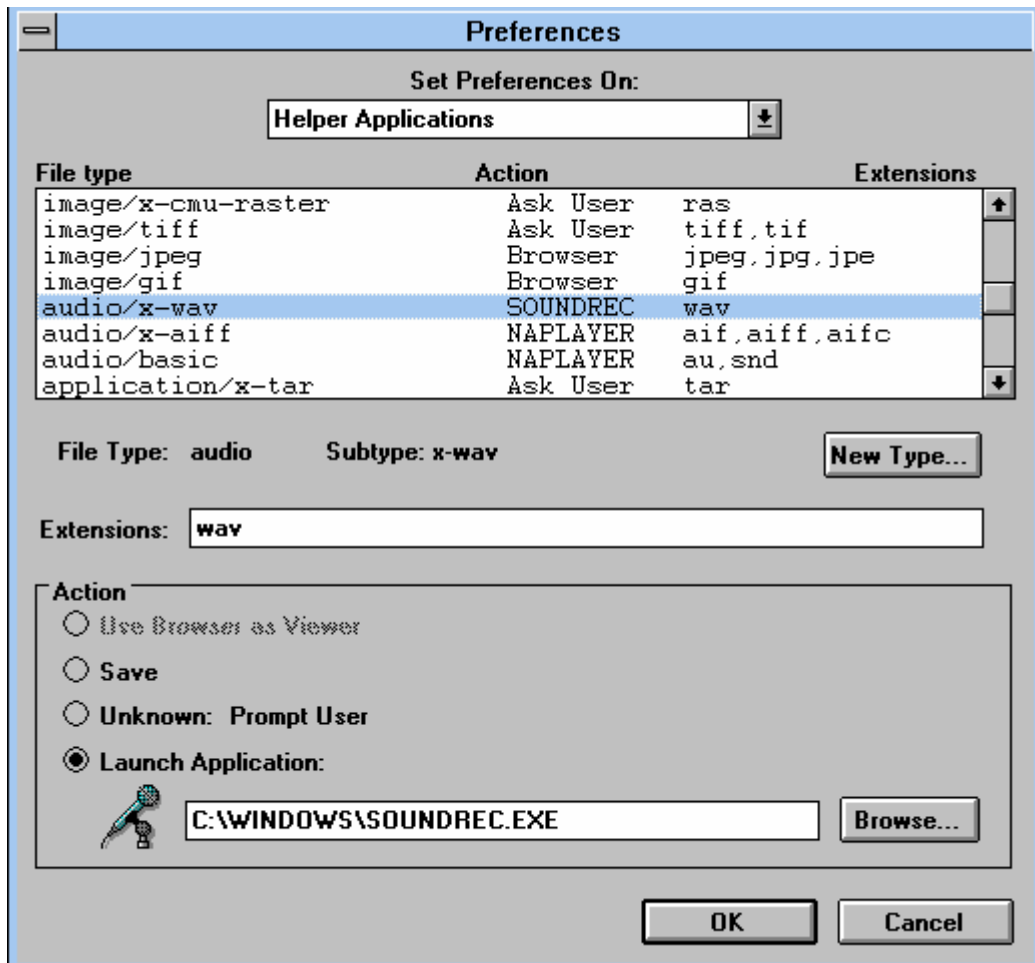 Preferences
Set Preferences On:
Helper Applications
File type Action Extensions
image/x-cmu-raster Ask User ras
image/tiff Ask User tiff,tif
image/jpeg Browser jpeg,jpg,jpe
image/gif Browser gif
audio/x-wav SOUNDREC wav
audio/x-aiff NAPLAYER aif,aiff,aifc
audio/basic NAPLAYER au,snd
application/x-tar Ask User tar
File Type: audio Subtype: x-wav New Type...
Extensions: wav
Action
Use Browser as Viewer
Save
Unknown: Prompt User
Launch Application:
C:\WINDOWS\SOUNDREC.EXE Browse...
OK Cancel